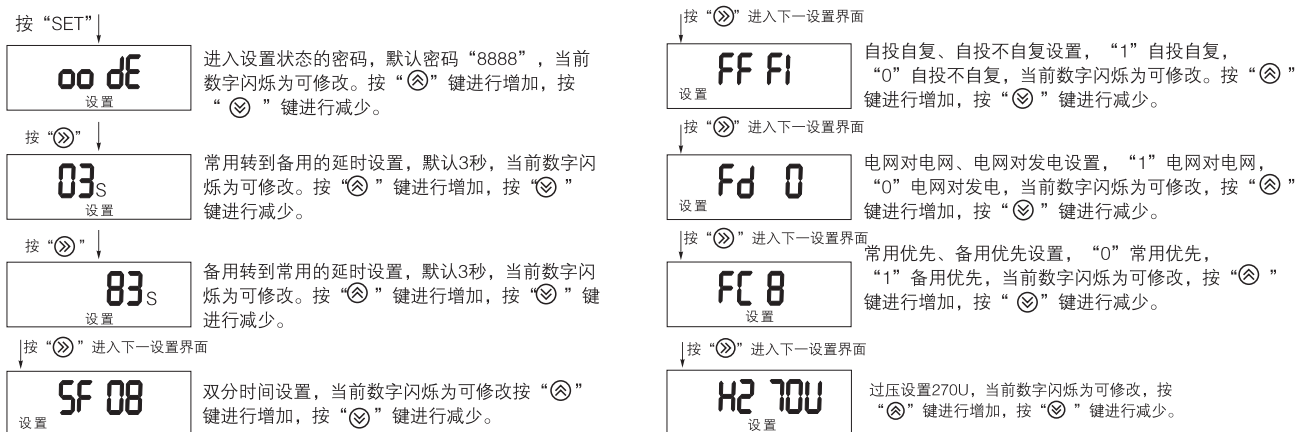 按“SET”
oo dE
设置
进入设置状态的密码，默认密码“8888”，当前
数字闪烁为可修改。按“”键进行增加，按
“ ”键进行减少。
按“”
03s
设置
常用转到备用的延时设置，默认3秒，当前数字闪
烁为可修改。按“”键进行增加，按“”
键进行减少。
按“”
83s
设置
备用转到常用的延时设置，默认3秒，当前数字闪
烁为可修改。按“”键进行增加，按“”键
进行减少。
按“”进入下一设置界面
SF 08
设置
双分时间设置，当前数字闪烁为可修改按“”
键进行增加，按“”键进行减少。
按“”进入下一设置界面
FF FI
设置
自投自复、自投不自复设置，“1”自投自复，
“0”自投不自复，当前数字闪烁为可修改。按“”
键进行增加，按“”键进行减少。
按“”进入下一设置界面
Fd 0
设置
电网对电网、电网对发电设置，“1”电网对电网，
“0”电网对发电，当前数字闪烁为可修改，按“”
键进行增加，按“”键进行减少。
按“”进入下一设置界面
FC 8
设置
常用优先、备用优先设置，“0”常用优先，
“1”备用优先，当前数字闪烁为可修改，按“”
键进行增加，按“”键进行减少。
按“”进入下一设置界面
H2 70U
设置
过压设置270U，当前数字闪烁为可修改，按
“”键进行增加，按“”键进行减少。